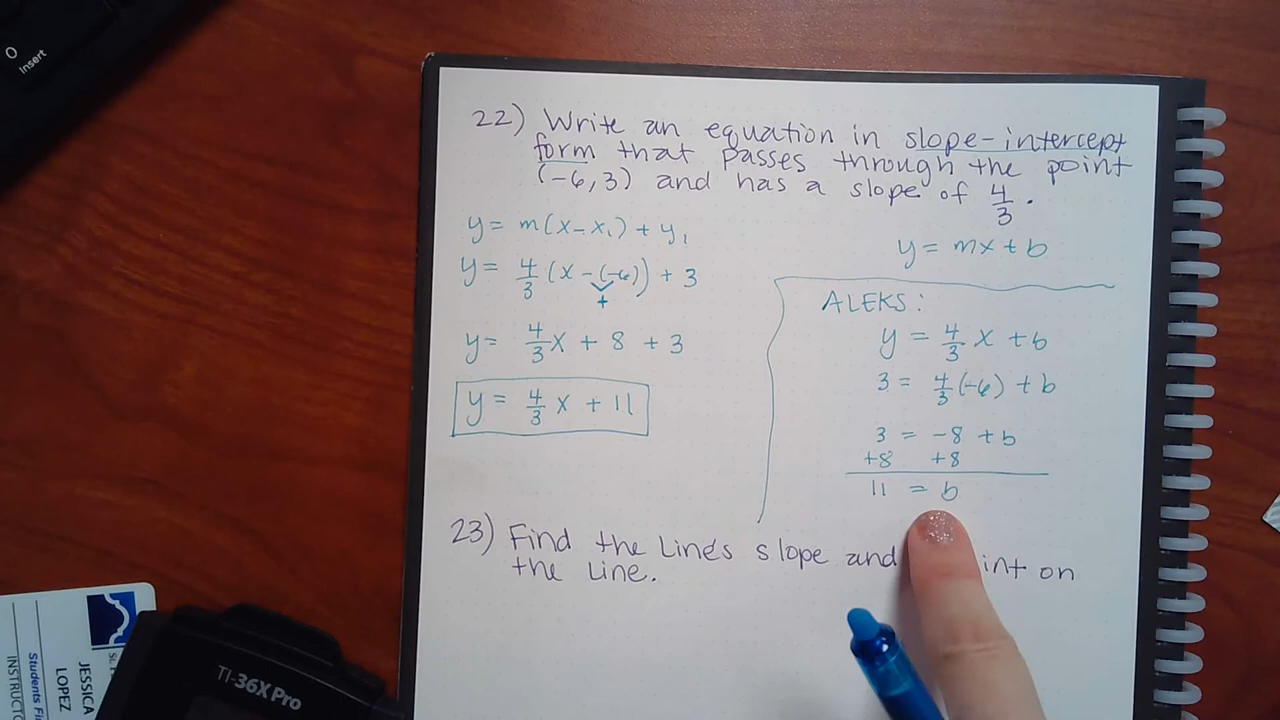 0
Insert
22) Write an equation in slope-intercept
form that passes through the point
(-6,3) and has a slope of 4/3.
y = m(x - x₁) + y₁
y = 4/3 (x - (-6)) + 3
+
y = 4/3 x + 8 + 3
y = 4/3 x + 11
y = mx + b
ALEKS:
y = 4/3 x + b
3 = 4/3 (-6) + b
3 = -8 + b
+8 +8
11 = b
23) Find the line's slope and
the line.
int on
TI-36X Pro
JESSICA
LOPEZ
Students Fi
INSTRUCTO